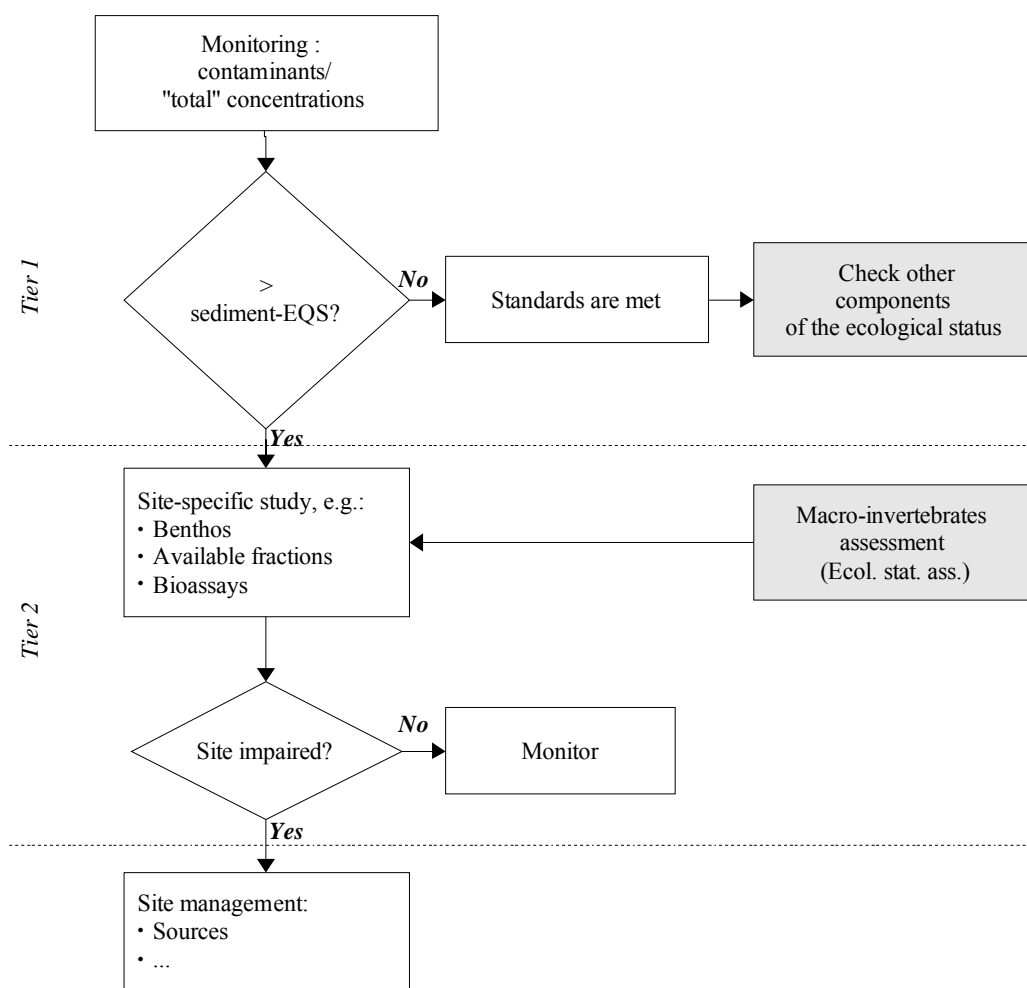 Monitoring :
contaminants/
"total" concentrations
Tier 1
>
sediment-EQS?
No
Standards are met
Check other
components
of the ecological status
Yes
Tier 2
Site-specific study, e.g.:
· Benthos
· Available fractions
· Bioassays
Macro-invertebrates
assessment
(Ecol. stat. ass.)
Site impaired?
No
Monitor
Yes
Site management:
· Sources
· ...